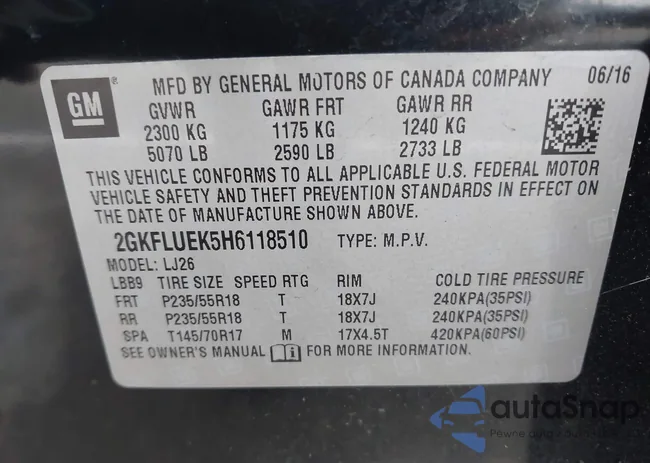 GM ® MFD BY GENERAL MOTORS OF CANADA COMPANY 06/16
GVWR GAWR FRT GAWR RR
2300 KG 1175 KG 1240 KG
5070 LB 2590 LB 2733 LB
THIS VEHICLE CONFORMS TO ALL APPLICABLE U.S. FEDERAL MOTOR
VEHICLE SAFETY AND THEFT PREVENTION STANDARDS IN EFFECT ON
THE DATE OF MANUFACTURE SHOWN ABOVE.
2GKFLUEK5H6118510 TYPE: M.P.V.
MODEL: LJ26
LBB9 TIRE SIZE SPEED RTG RIM COLD TIRE PRESSURE
FRT P235/55R18 T 18X7J 240KPA(35PSI)
RR P235/55R18 T 18X7J 240KPA(35PSI)
SPA T145/70R17 M 17X4.5T 420KPA(60PSI)
SEE OWNER'S MANUAL FOR MORE INFORMATION.
autaSnap
Pewne auto z